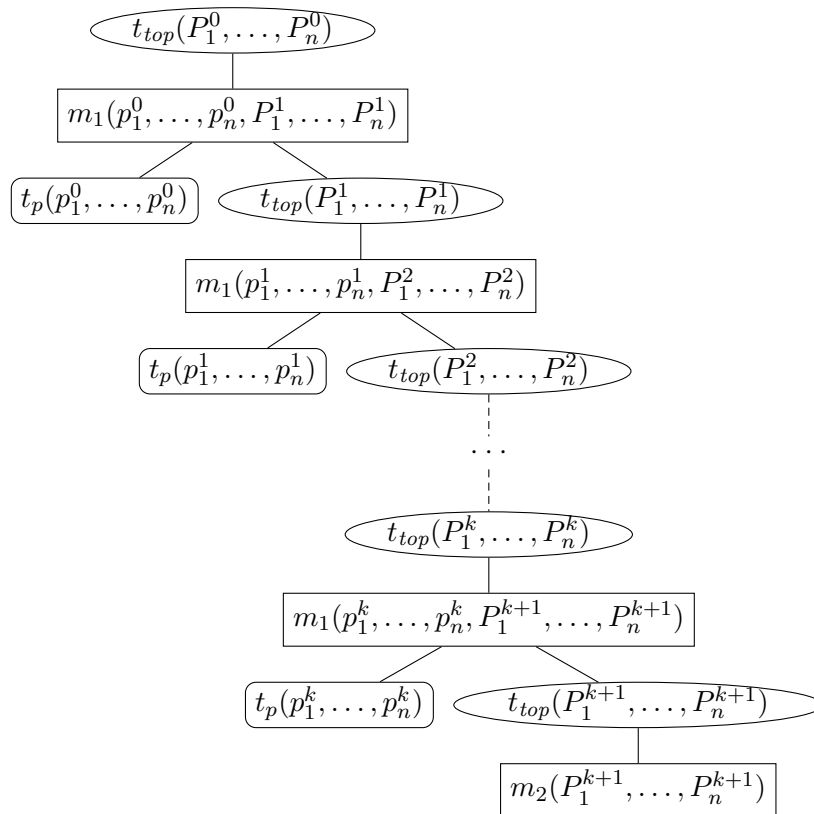 t_{top}(P_1^0, . . . , P_n^0)
m_1(p_1^0, . . . , p_n^0, P_1^1, . . . , P_n^1)
t_p(p_1^0, . . . , p_n^0)
t_{top}(P_1^1, . . . , P_n^1)
m_1(p_1^1, . . . , p_n^1, P_1^2, . . . , P_n^2)
t_p(p_1^1, . . . , p_n^1)
t_{top}(P_1^2, . . . , P_n^2)
. . .
t_{top}(P_1^k, . . . , P_n^k)
m_1(p_1^k, . . . , p_n^k, P_1^{k+1}, . . . , P_n^{k+1})
t_p(p_1^k, . . . , p_n^k)
t_{top}(P_1^{k+1}, . . . , P_n^{k+1})
m_2(P_1^{k+1}, . . . , P_n^{k+1})